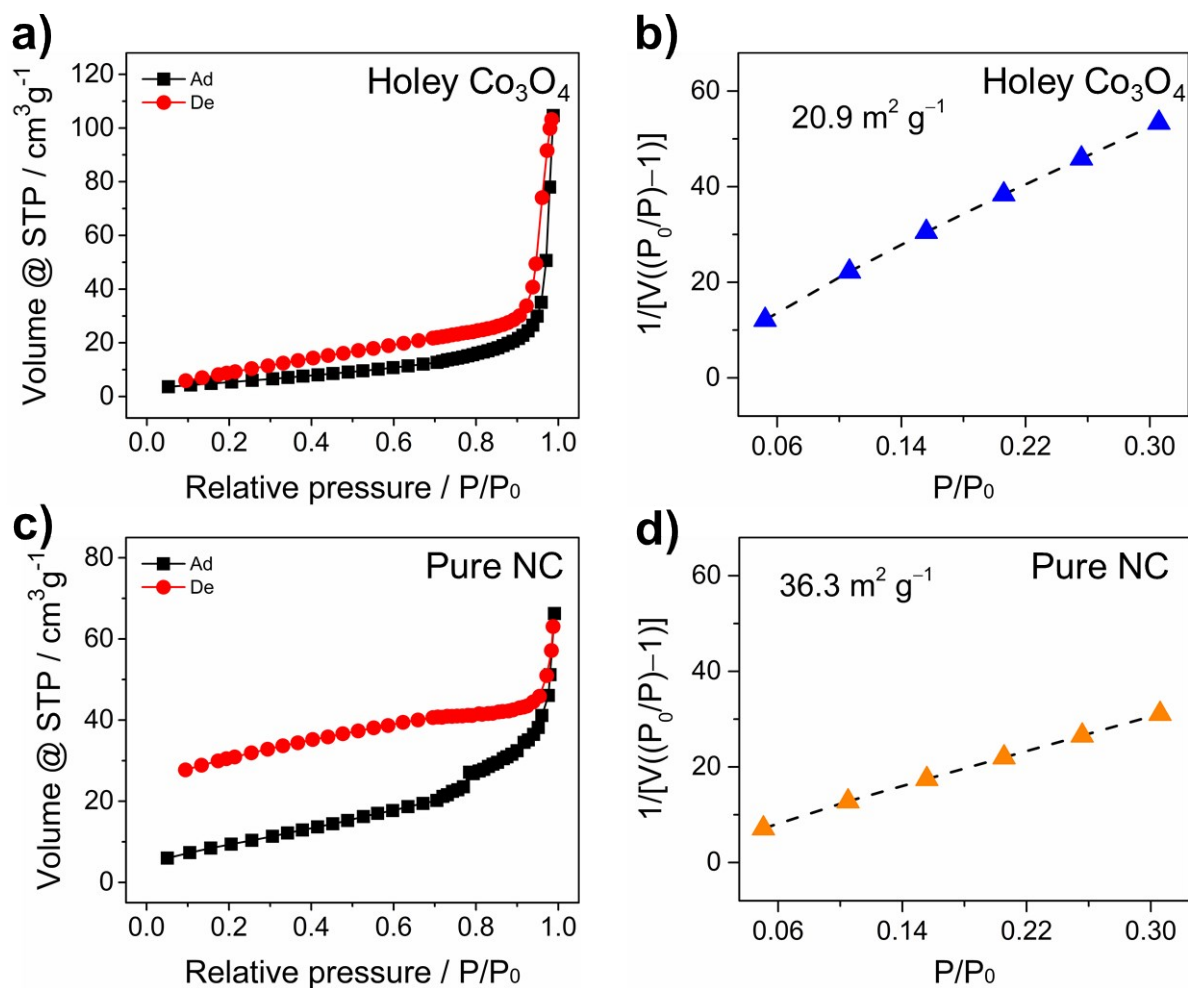 a)
Volume @ STP / cm³g⁻¹
120
100
80
60
40
20
0
Ad
De
Holey Co₃O₄
0.0 0.2 0.4 0.6 0.8 1.0
Relative pressure / P/P₀
b)
1/[V((P₀/P)−1)]
60
40
20
0
Holey Co₃O₄
20.9 m² g⁻¹
0.06 0.14 0.22 0.30
P/P₀
c)
Volume @ STP / cm³g⁻¹
80
60
40
20
0
Ad
De
Pure NC
0.0 0.2 0.4 0.6 0.8 1.0
Relative pressure / P/P₀
d)
1/[V((P₀/P)−1)]
60
40
20
0
Pure NC
36.3 m² g⁻¹
0.06 0.14 0.22 0.30
P/P₀